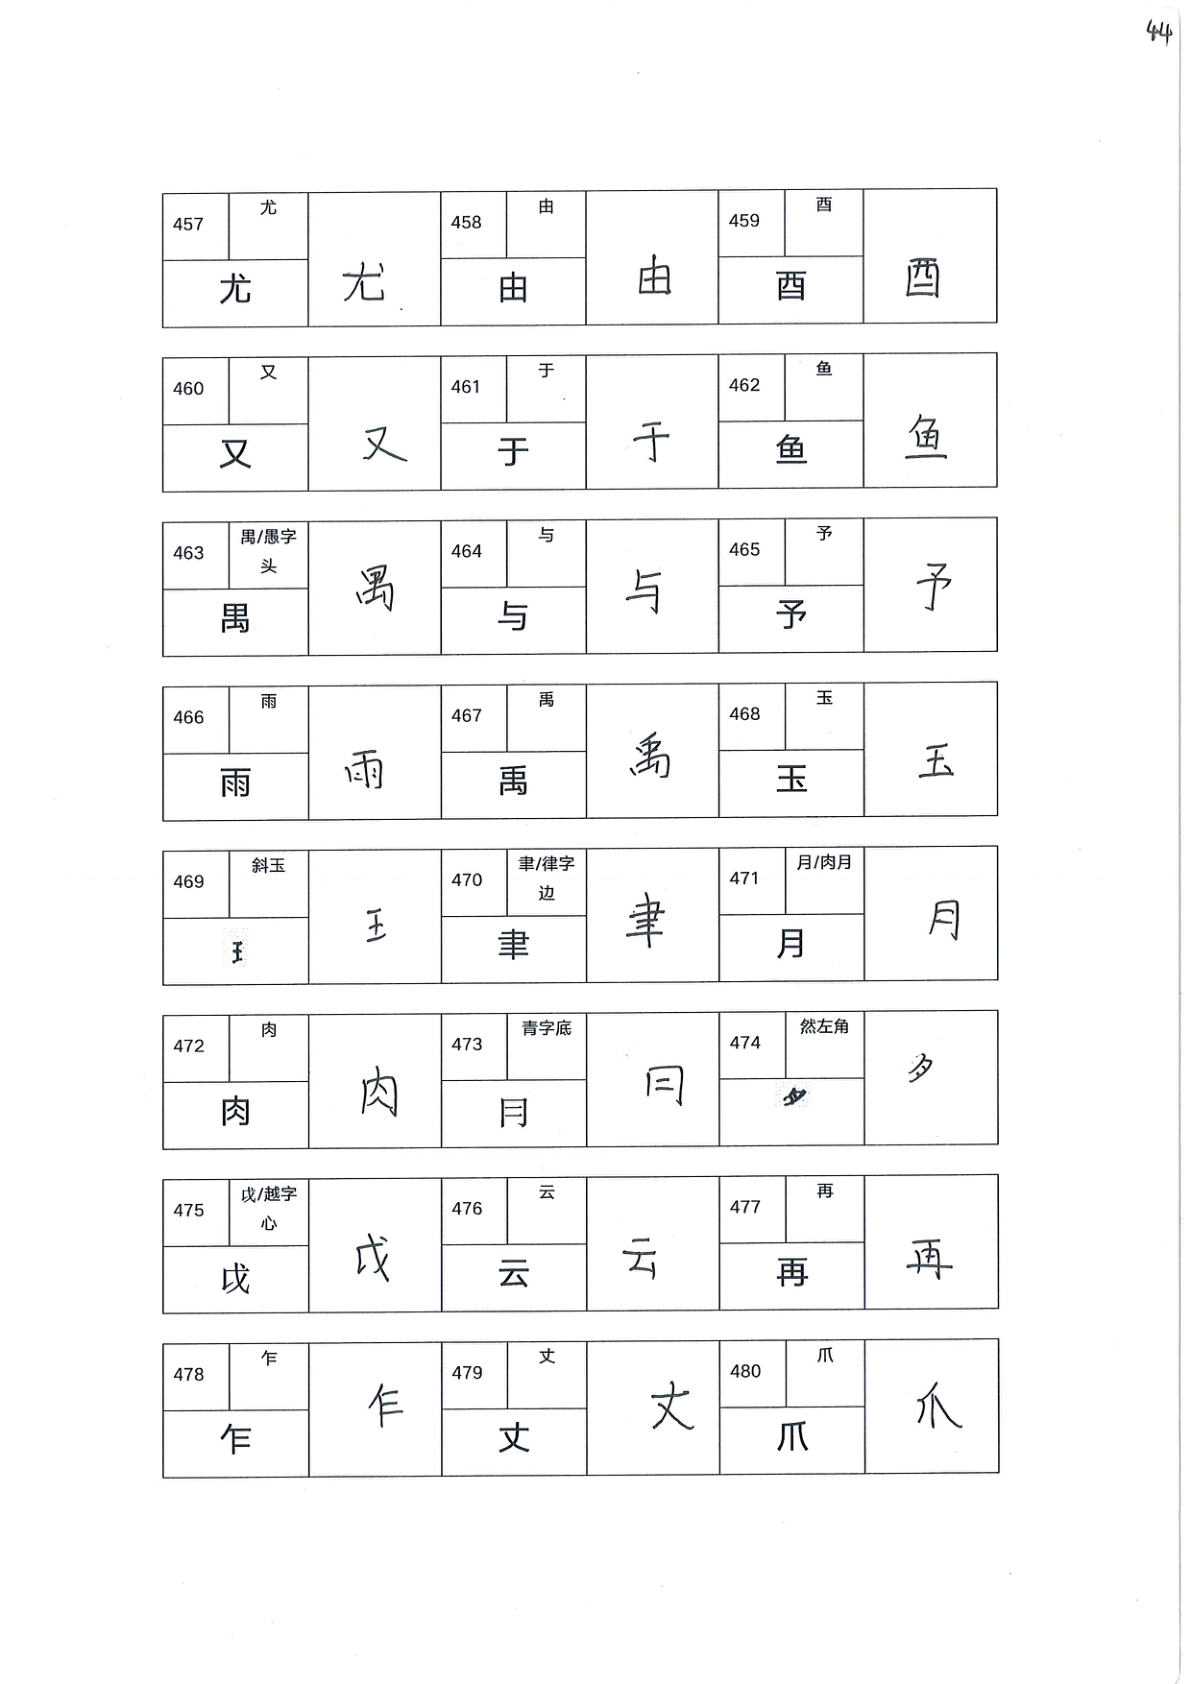 44
457 尤 尤 尤 458 由 由 由 459 酉 酉 酉
460 又 又 又 461 于 于 于 462 鱼 鱼 鱼
463 禺/愚字头 禺 禺 464 与 与 与 465 予 予 予
466 雨 雨 雨 467 禹 禹 禹 468 玉 玉 玉
469 斜玉 𤣩 王 470 聿/律字边 聿 聿 471 月/肉月 月 月
472 肉 肉 肉 473 青字底 ⺝ 円 474 然左角 𱼀
475 戉/越字心 戉 戉 476 云 云 云 477 再 再 再
478 乍 乍 乍 479 丈 丈 丈 480 爪 爪 爪